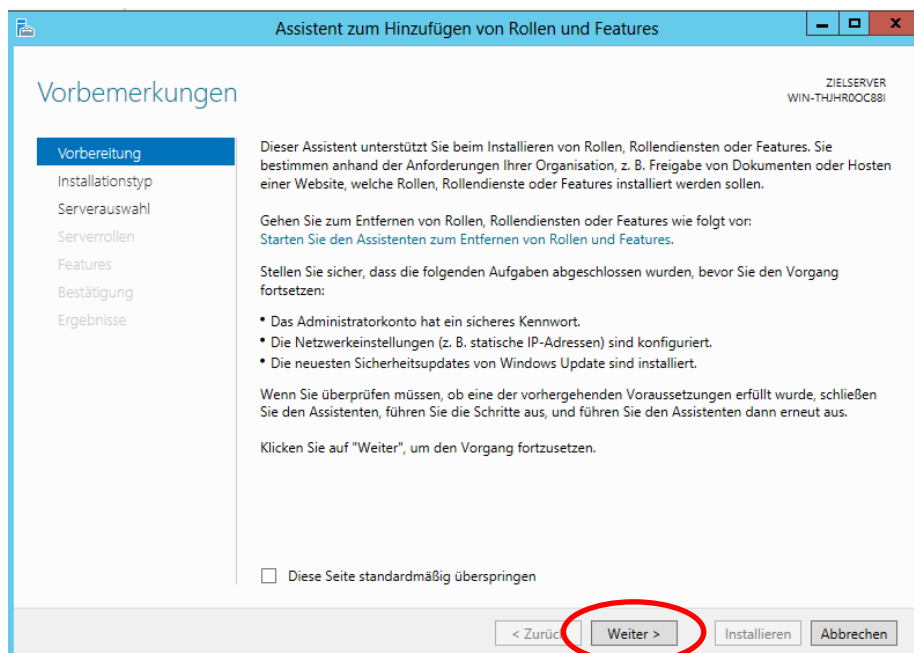 Assistent zum Hinzufügen von Rollen und Features
Vorbemerkungen
ZIELSERVER
WIN-THJHR0OC88I
Vorbereitung
Installationstyp
Serverauswahl
Serverrollen
Features
Bestätigung
Ergebnisse
Dieser Assistent unterstützt Sie beim Installieren von Rollen, Rollendiensten oder Features. Sie
bestimmen anhand der Anforderungen Ihrer Organisation, z. B. Freigabe von Dokumenten oder Hosten
einer Website, welche Rollen, Rollendienste oder Features installiert werden sollen.
Gehen Sie zum Entfernen von Rollen, Rollendiensten oder Features wie folgt vor:
Starten Sie den Assistenten zum Entfernen von Rollen und Features.
Stellen Sie sicher, dass die folgenden Aufgaben abgeschlossen wurden, bevor Sie den Vorgang
fortsetzen:
• Das Administratorkonto hat ein sicheres Kennwort.
• Die Netzwerkeinstellungen (z. B. statische IP-Adressen) sind konfiguriert.
• Die neuesten Sicherheitsupdates von Windows Update sind installiert.
Wenn Sie überprüfen müssen, ob eine der vorhergehenden Voraussetzungen erfüllt wurde, schließen
Sie den Assistenten, führen Sie die Schritte aus, und führen Sie den Assistenten dann erneut aus.
Klicken Sie auf "Weiter", um den Vorgang fortzusetzen.
Diese Seite standardmäßig überspringen
< Zurück
Weiter >
Installieren
Abbrechen